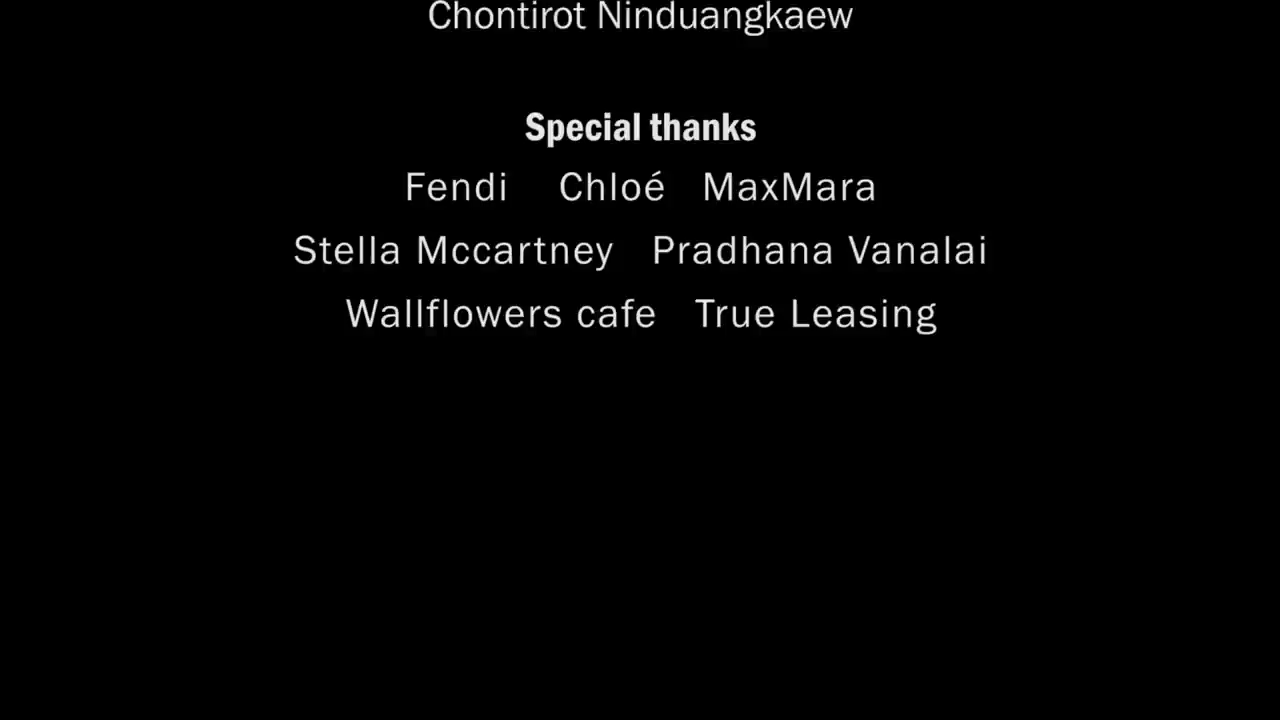 Chontirot Ninduangkaew
Special thanks
Fendi Chloé MaxMara
Stella Mccartney Pradhana Vanalai
Wallflowers cafe True Leasing